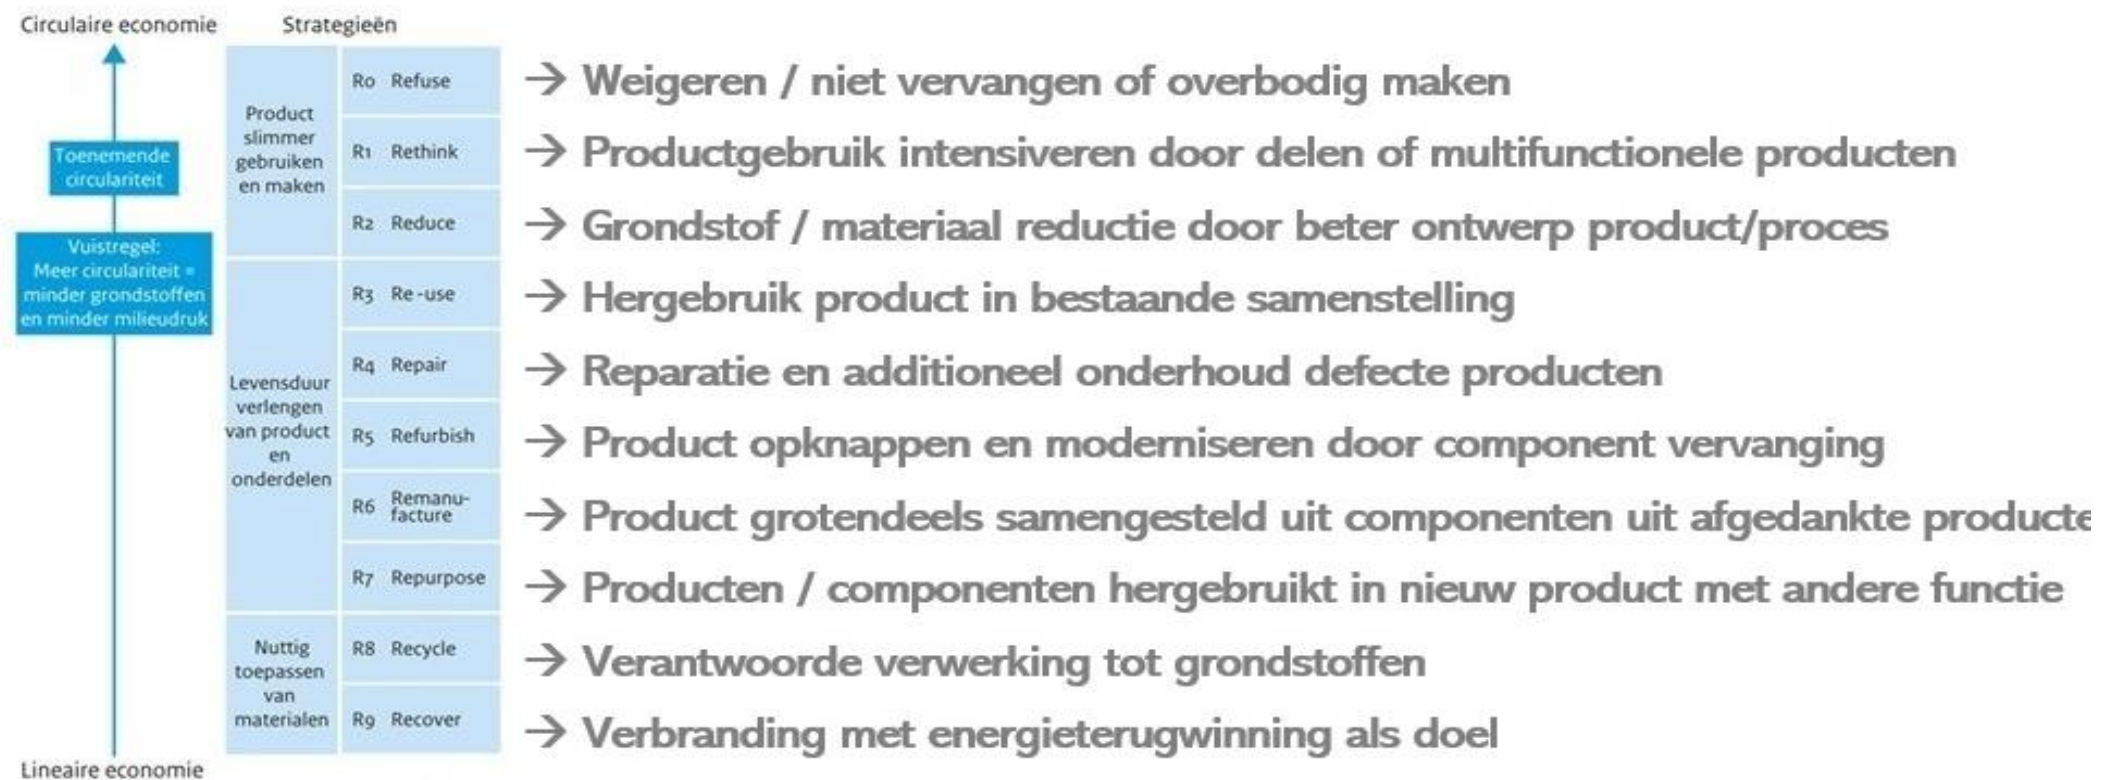 Circulaire economie
Strategieën
Toenemende
circulariteit
Vuistregel:
Meer circulariteit =
minder grondstoffen
en minder milieudruk
Lineaire economie
Product
slimmer
gebruiken
en maken
R0 Refuse
→ Weigeren / niet vervangen of overbodig maken
R1 Rethink
→ Productgebruik intensiveren door delen of multifunctionele producten
R2 Reduce
→ Grondstof / materiaal reductie door beter ontwerp product/proces
Levensduur
verlengen
van product
en
onderdelen
R3 Re-use
→ Hergebruik product in bestaande samenstelling
R4 Repair
→ Reparatie en additioneel onderhoud defecte producten
R5 Refurbish
→ Product opknappen en moderniseren door component vervanging
R6 Remanu-
facture
→ Product grotendeels samengesteld uit componenten uit afgedankte producte
R7 Repurpose
→ Producten / componenten hergebruikt in nieuw product met andere functie
Nuttig
toepassen
van
materialen
R8 Recycle
→ Verantwoorde verwerking tot grondstoffen
R9 Recover
→ Verbranding met energieterugwinning als doel